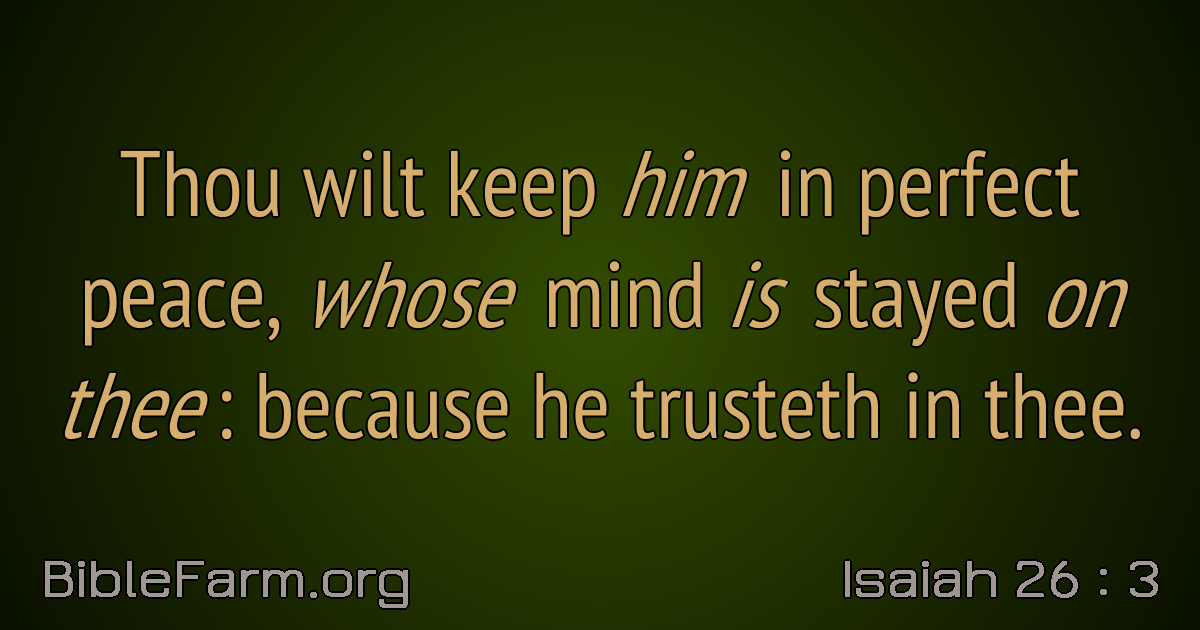 Thou wilt keep him in perfect
peace, whose mind is stayed on
thee: because he trusteth in thee.
BibleFarm.org
Isaiah 26 : 3